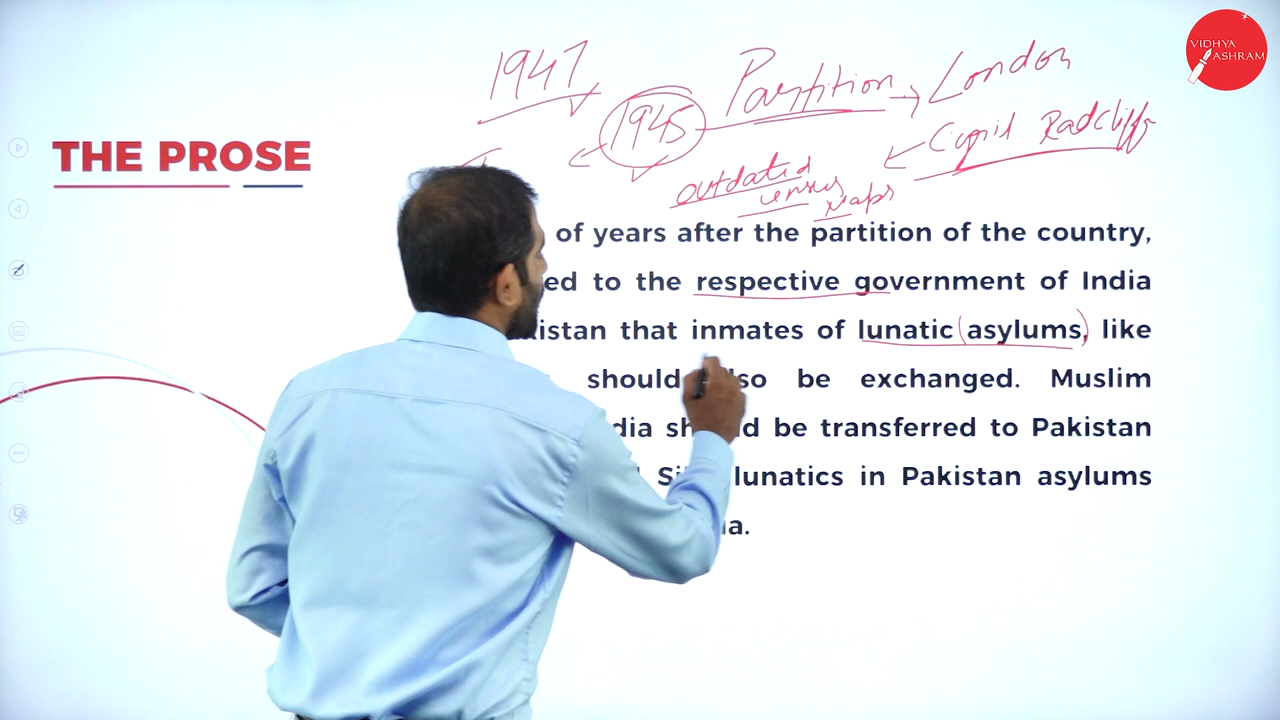 VIDHYA
ASHRAM
1947
1945
Partition
London
Cyril Radcliffe
outdated
census
Maps
THE PROSE
of years after the partition of the country,
ed to the respective government of India
kistan that inmates of lunatic (asylums), like
should also be exchanged. Muslim
dia should be transferred to Pakistan
lunatics in Pakistan asylums
ia.